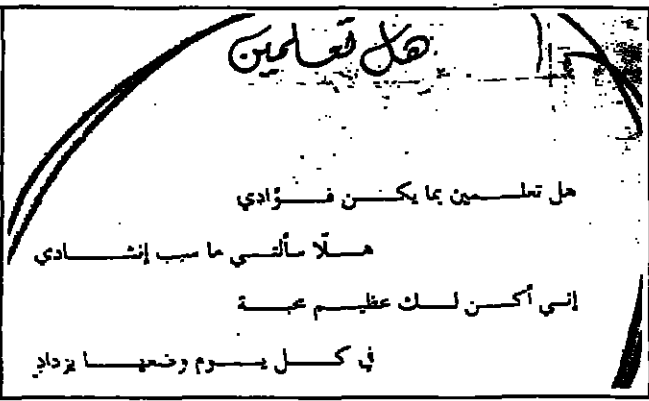 هل تعلمين
هل تعلمين بما يكن فؤادي
هلّا سألتي ما سبب إنشادي
إني أكن لك عظيم محبة
في كل يوم وضعها يزداد